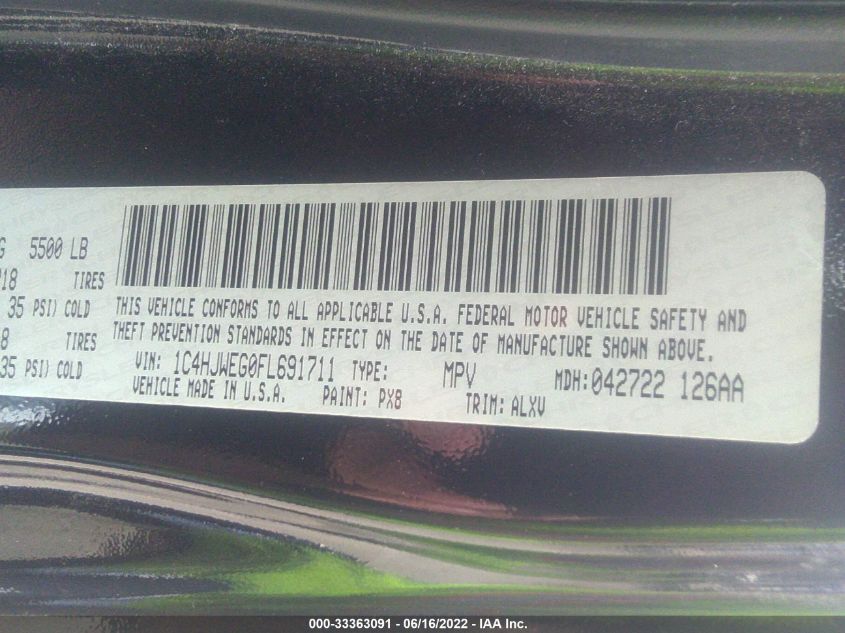 G 5500 LB
18 TIRES
35 PSI) COLD
8 TIRES
35 PSI) COLD
THIS VEHICLE CONFORMS TO ALL APPLICABLE U.S.A. FEDERAL MOTOR VEHICLE SAFETY AND
THEFT PREVENTION STANDARDS IN EFFECT ON THE DATE OF MANUFACTURE SHOWN ABOVE.
VIN: 1C4HJWEG0FL691711 TYPE: MPV MDH:042722 126AA
VEHICLE MADE IN U.S.A. PAINT: PX8 TRIM: ALXV
000-33363091 - 06/16/2022 - IAA Inc.